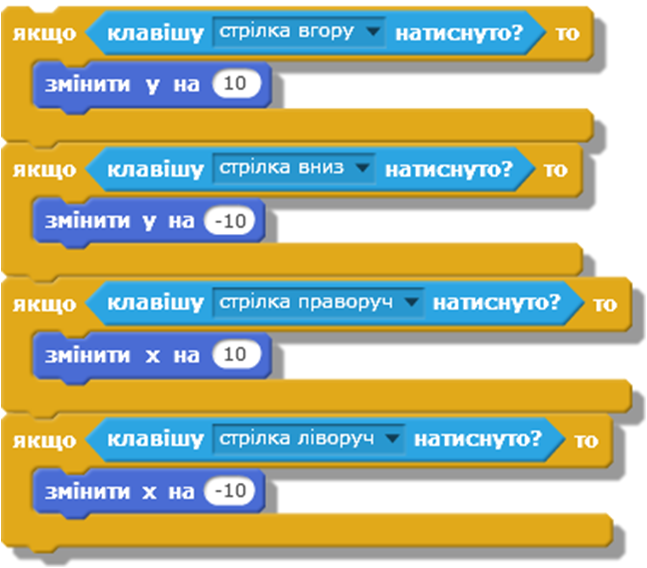 якщо клавішу стрілка вгору натиснуто? то
змінити y на 10
якщо клавішу стрілка вниз натиснуто? то
змінити y на -10
якщо клавішу стрілка праворуч натиснуто? то
змінити x на 10
якщо клавішу стрілка ліворуч натиснуто? то
змінити x на -10